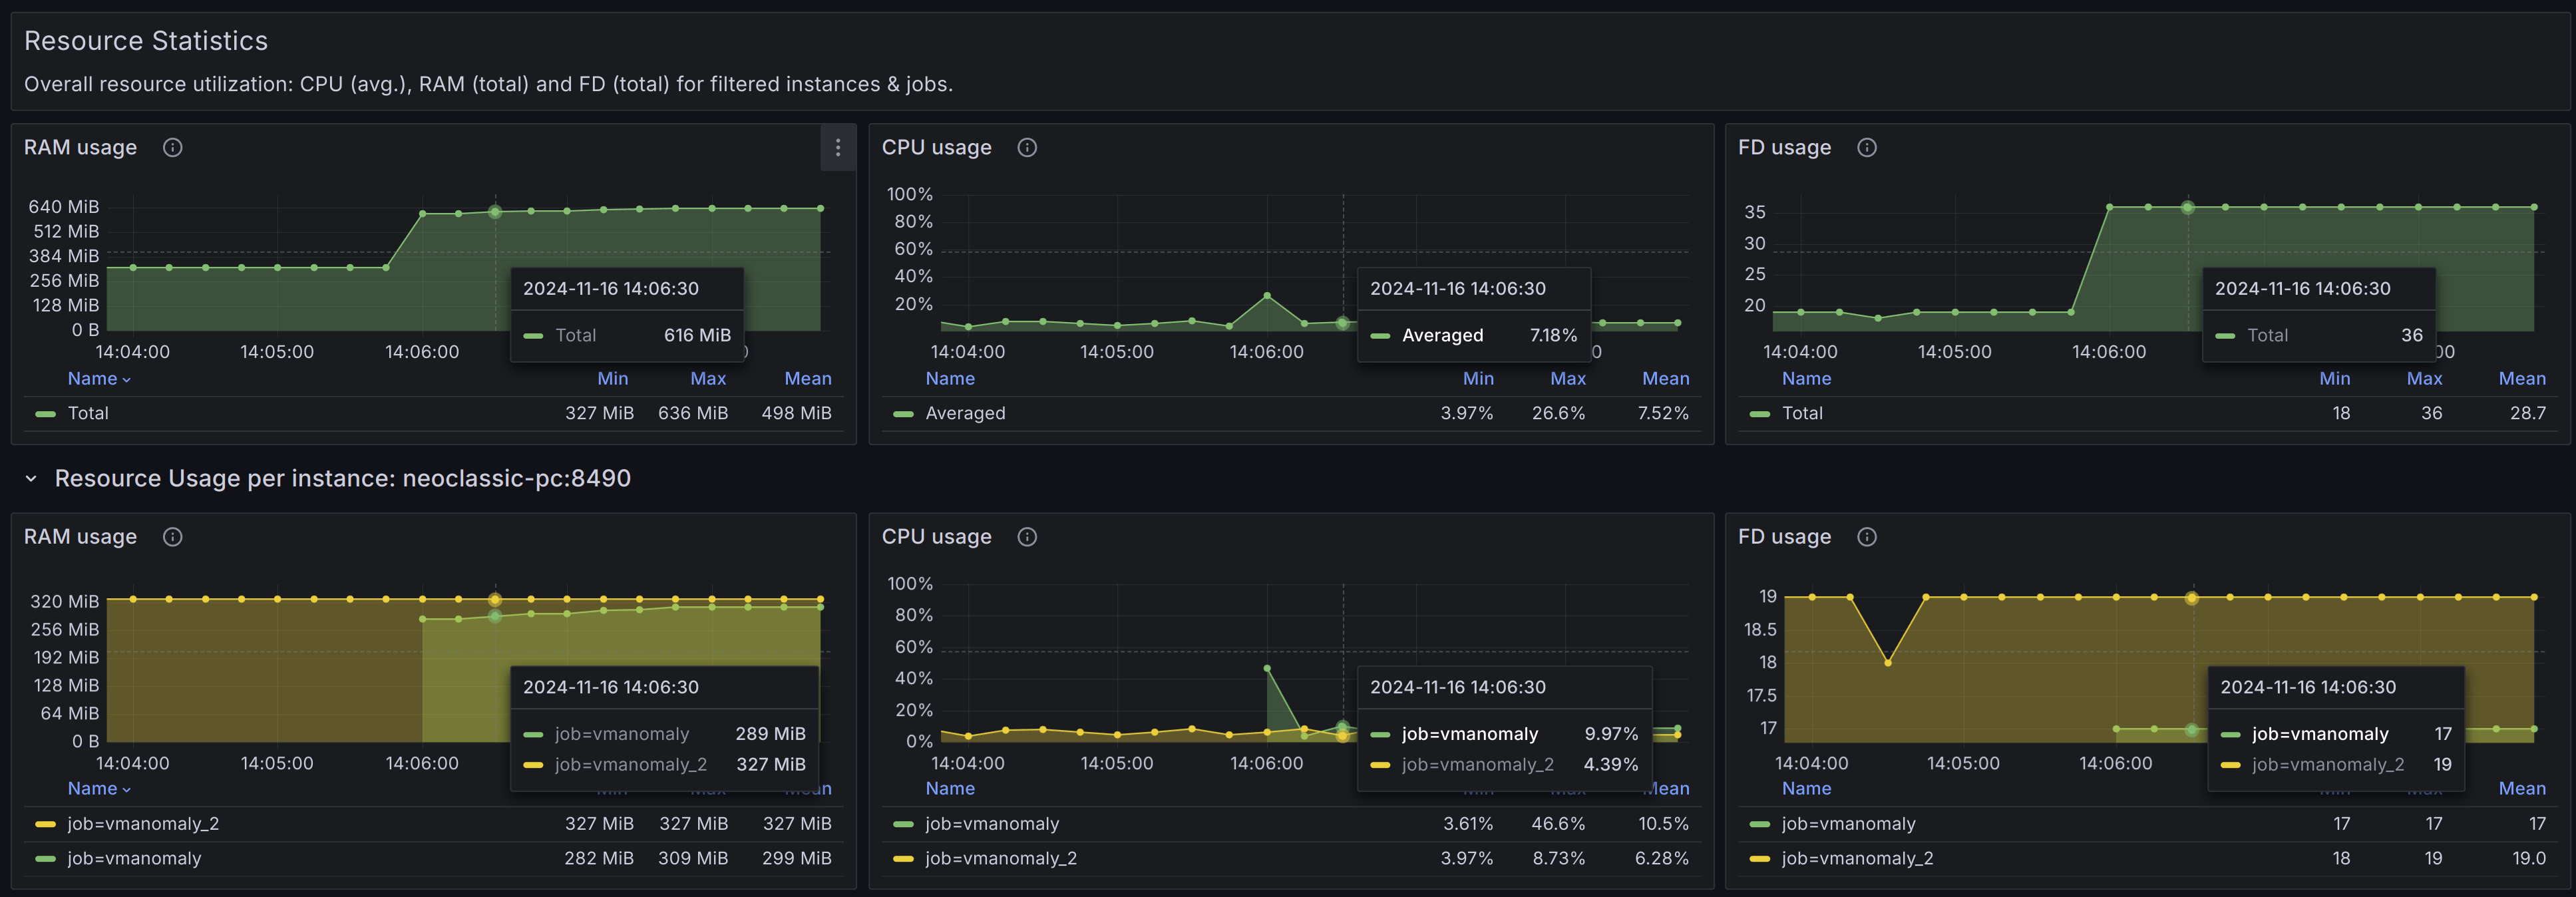 Resource Statistics
Overall resource utilization: CPU (avg.), RAM (total) and FD (total) for filtered instances & jobs.
RAM usage
640 MiB
512 MiB
384 MiB
256 MiB
128 MiB
0 B
14:04:00 14:05:00 14:06:00
2024-11-16 14:06:30
Total 616 MiB
Name Min Max Mean
Total 327 MiB 636 MiB 498 MiB
CPU usage
100%
80%
60%
40%
20%
14:04:00 14:05:00 14:06:00
2024-11-16 14:06:30
Averaged 7.18%
Name Min Max Mean
Averaged 3.97% 26.6% 7.52%
FD usage
35
30
25
20
14:04:00 14:05:00 14:06:00
2024-11-16 14:06:30
Total 36
Name Min Max Mean
Total 18 36 28.7
Resource Usage per instance: neoclassic-pc:8490
RAM usage
320 MiB
256 MiB
192 MiB
128 MiB
64 MiB
0 B
14:04:00 14:05:00 14:06:00
2024-11-16 14:06:30
job=vmanomaly 289 MiB
job=vmanomaly_2 327 MiB
Name Min Max Mean
job=vmanomaly_2 327 MiB 327 MiB 327 MiB
job=vmanomaly 282 MiB 309 MiB 299 MiB
CPU usage
100%
80%
60%
40%
20%
0%
14:04:00 14:05:00 14:06:00
2024-11-16 14:06:30
job=vmanomaly 9.97%
job=vmanomaly_2 4.39%
Name Min Max Mean
job=vmanomaly 3.61% 46.6% 10.5%
job=vmanomaly_2 3.97% 8.73% 6.28%
FD usage
19
18.5
18
17.5
17
14:04:00 14:05:00 14:06:00
2024-11-16 14:06:30
job=vmanomaly 17
job=vmanomaly_2 19
Name Min Max Mean
job=vmanomaly 17 17 17
job=vmanomaly_2 18 19 19.0